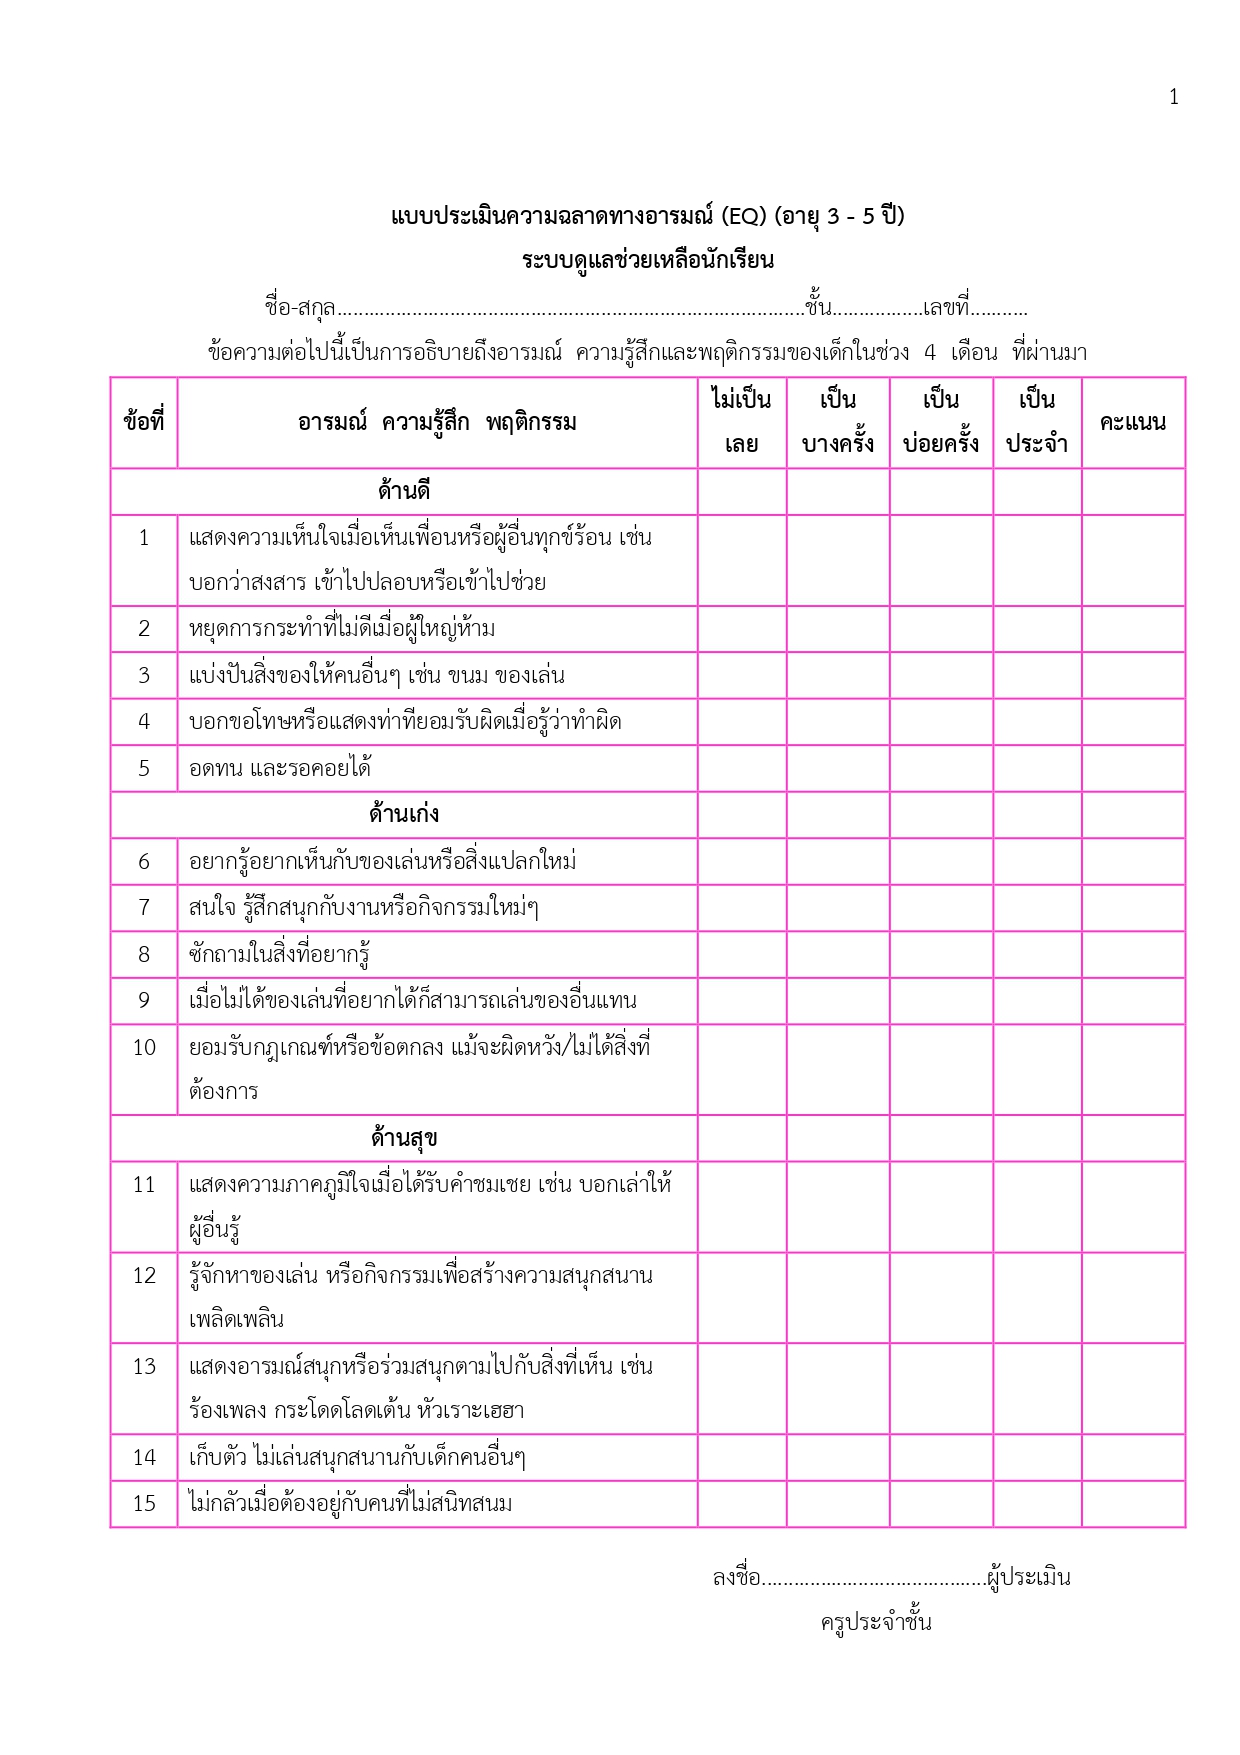 1
แบบประเมินความฉลาดทางอารมณ์ (EQ) (อายุ 3 - 5 ปี)
ระบบดูแลช่วยเหลือนักเรียน
ชื่อ-สกุล.......................................................................................ชั้น.................เลขที่...........
ข้อความต่อไปนี้เป็นการอธิบายถึงอารมณ์ ความรู้สึกและพฤติกรรมของเด็กในช่วง 4 เดือน ที่ผ่านมา
ข้อที่ อารมณ์ ความรู้สึก พฤติกรรม ไม่เป็นเลย เป็นบางครั้ง เป็นบ่อยครั้ง เป็นประจำ คะแนน
ด้านดี
1 แสดงความเห็นใจเมื่อเห็นเพื่อนหรือผู้อื่นทุกข์ร้อน เช่น
บอกว่าสงสาร เข้าไปปลอบหรือเข้าไปช่วย
2 หยุดการกระทำที่ไม่ดีเมื่อผู้ใหญ่ห้าม
3 แบ่งปันสิ่งของให้คนอื่นๆ เช่น ขนม ของเล่น
4 บอกขอโทษหรือแสดงท่าทียอมรับผิดเมื่อรู้ว่าทำผิด
5 อดทน และรอคอยได้
ด้านเก่ง
6 อยากรู้อยากเห็นกับของเล่นหรือสิ่งแปลกใหม่
7 สนใจ รู้สึกสนุกกับงานหรือกิจกรรมใหม่ๆ
8 ซักถามในสิ่งที่อยากรู้
9 เมื่อไม่ได้ของเล่นที่อยากได้ก็สามารถเล่นของอื่นแทน
10 ยอมรับกฎเกณฑ์หรือข้อตกลง แม้จะผิดหวัง/ไม่ได้สิ่งที่
ต้องการ
ด้านสุข
11 แสดงความภาคภูมิใจเมื่อได้รับคำชมเชย เช่น บอกเล่าให้
ผู้อื่นรู้
12 รู้จักหาของเล่น หรือกิจกรรมเพื่อสร้างความสนุกสนาน
เพลิดเพลิน
13 แสดงอารมณ์สนุกหรือร่วมสนุกตามไปกับสิ่งที่เห็น เช่น
ร้องเพลง กระโดดโลดเต้น หัวเราะเฮฮา
14 เก็บตัว ไม่เล่นสนุกสนานกับเด็กคนอื่นๆ
15 ไม่กลัวเมื่อต้องอยู่กับคนที่ไม่สนิทสนม
ลงชื่อ..........................................ผู้ประเมิน
ครูประจำชั้น